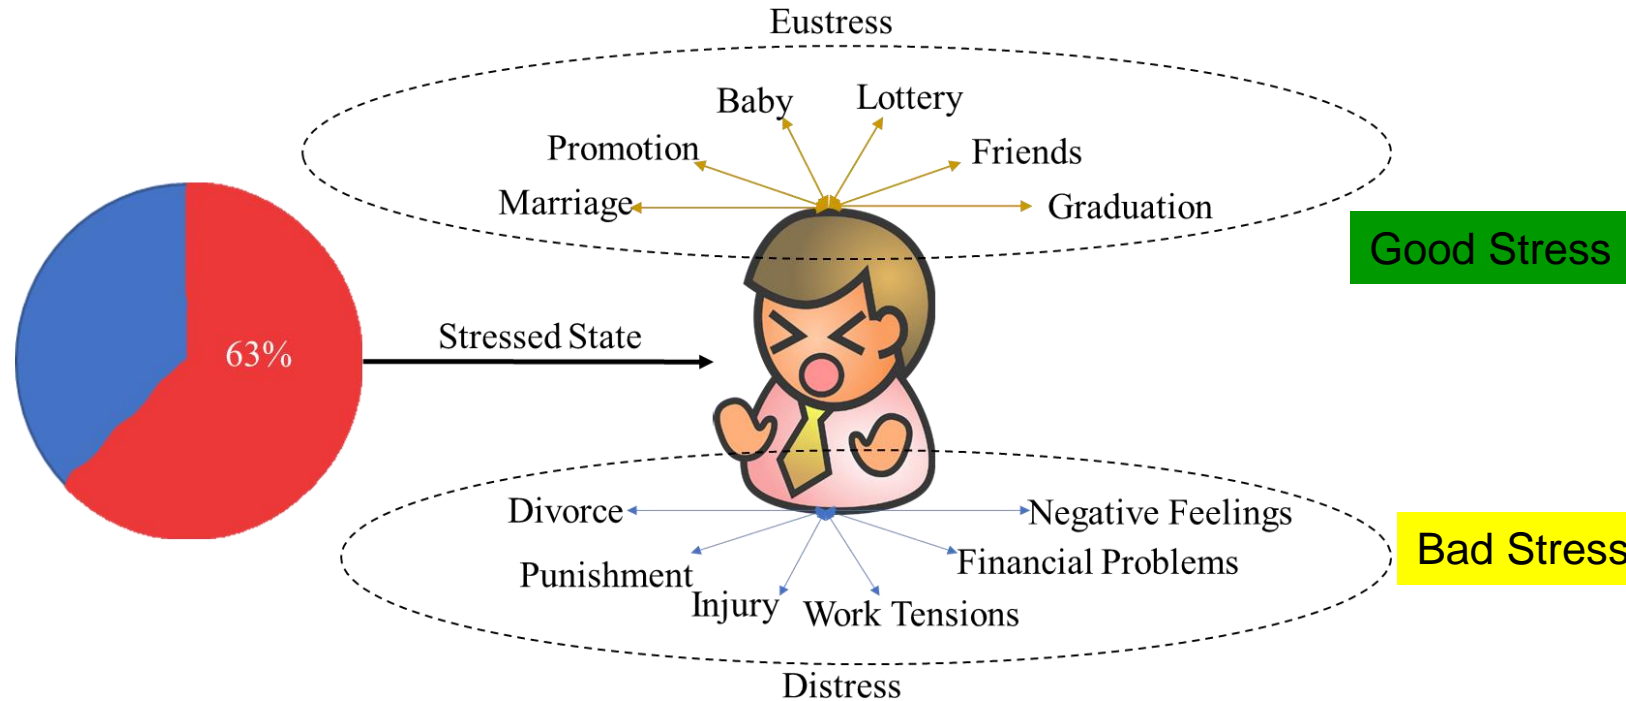 Eustress
Baby
Lottery
Promotion
Friends
Marriage
Graduation
Good Stress
63%
Stressed State
Divorce
Negative Feelings
Punishment
Financial Problems
Injury
Work Tensions
Bad Stress
Distress